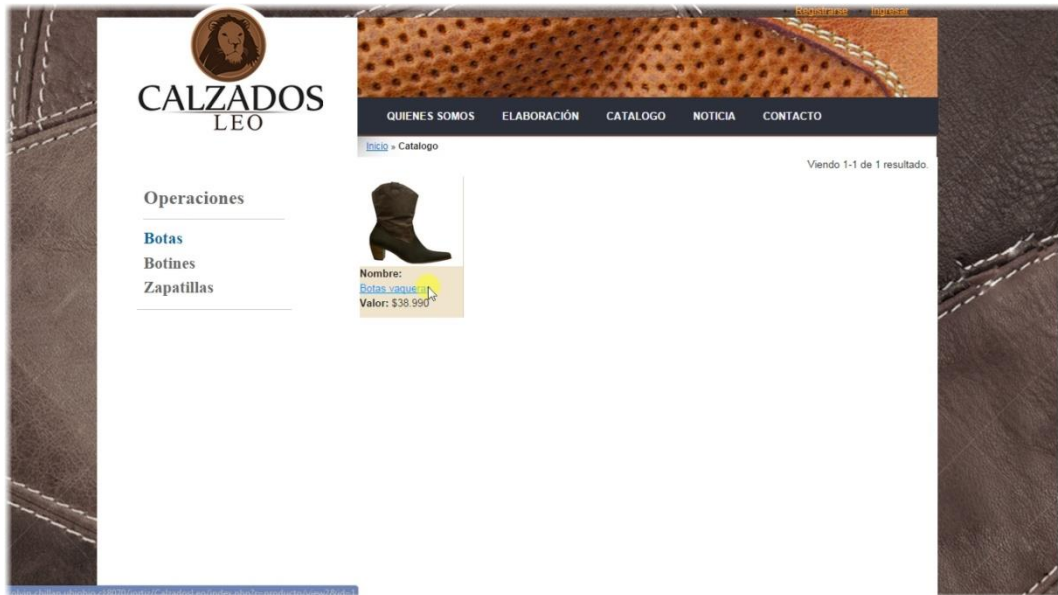 Registrarse
Ingresar
CALZADOS
LEO
QUIENES SOMOS
ELABORACIÓN
CATALOGO
NOTICIA
CONTACTO
Inicio » Catalogo
Viendo 1-1 de 1 resultado.
Operaciones
Botas
Botines
Zapatillas
Nombre:
Botas vaqueras
Valor: $38.990